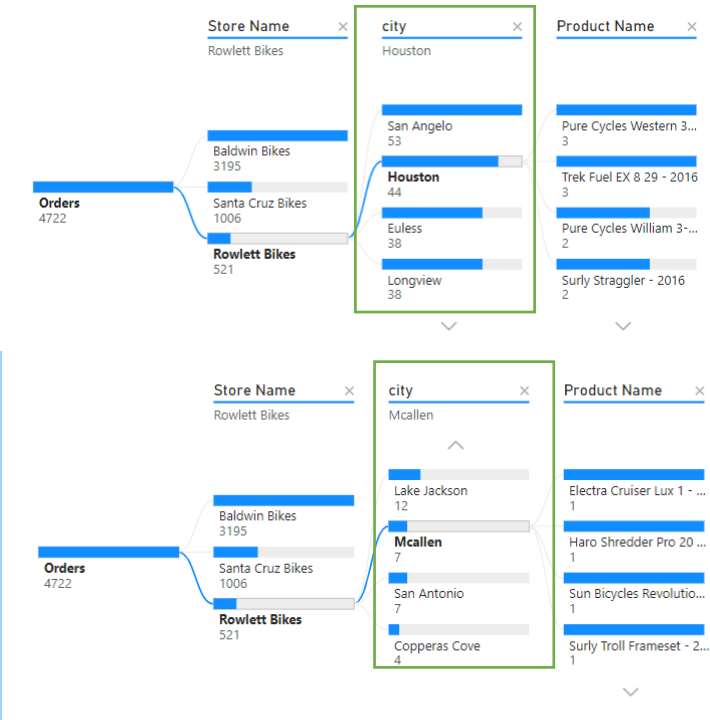 Store Name ×
Rowlett Bikes
city ×
Houston
Product Name ×
Orders
4722
Baldwin Bikes
3195
Santa Cruz Bikes
1006
Rowlett Bikes
521
San Angelo
53
Houston
44
Euless
38
Longview
38
Pure Cycles Western 3...
3
Trek Fuel EX 8 29 - 2016
3
Pure Cycles William 3-...
2
Surly Straggler - 2016
2
Store Name ×
Rowlett Bikes
city ×
Mcallen
Product Name ×
Orders
4722
Baldwin Bikes
3195
Santa Cruz Bikes
1006
Rowlett Bikes
521
Lake Jackson
12
Mcallen
7
San Antonio
7
Copperas Cove
4
Electra Cruiser Lux 1 - ...
1
Haro Shredder Pro 20 ...
1
Sun Bicycles Revolutio...
1
Surly Troll Frameset - 2...
1